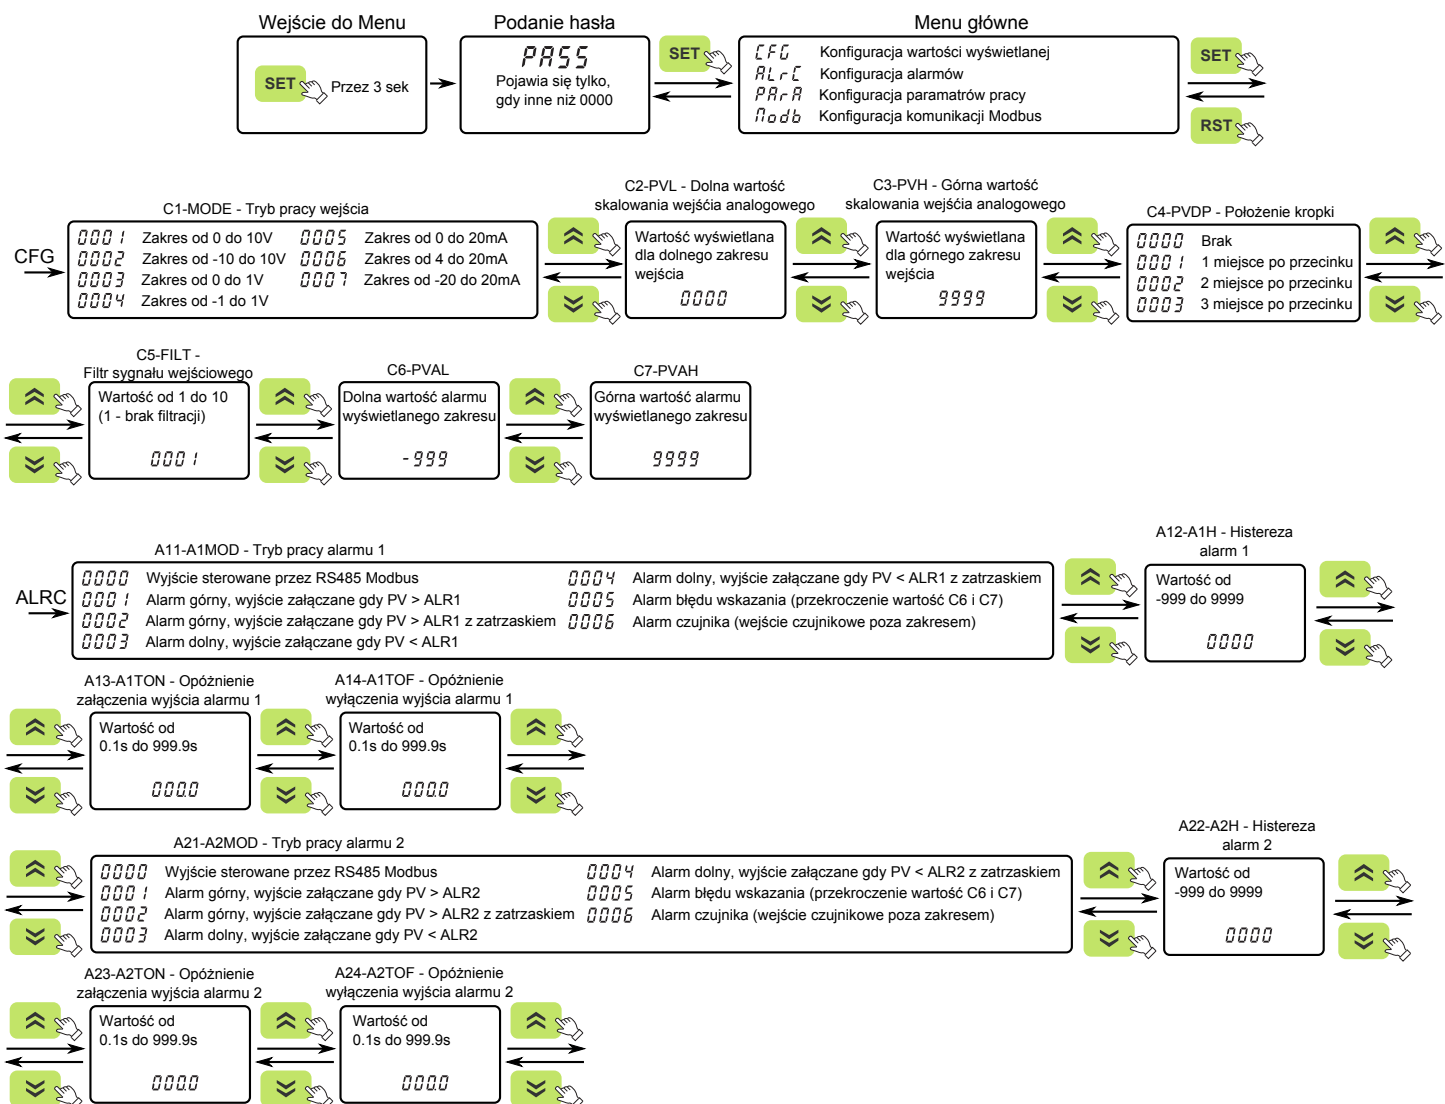 Wejście do Menu
SET Przez 3 sek
Podanie hasła
PASS
Pojawia się tylko,
gdy inne niż 0000
SET
Menu główne
CFG Konfiguracja wartości wyświetlanej
ALrC Konfiguracja alarmów
PArA Konfiguracja paramatrów pracy
Modb Konfiguracja komunikacji Modbus
SET
RST
CFG
C1-MODE - Tryb pracy wejścia
0001 Zakres od 0 do 10V 0005 Zakres od 0 do 20mA
0002 Zakres od -10 do 10V 0006 Zakres od 4 do 20mA
0003 Zakres od 0 do 1V 0007 Zakres od -20 do 20mA
0004 Zakres od -1 do 1V
C2-PVL - Dolna wartość
skalowania wejśćia analogowego
Wartość wyświetlana
dla dolnego zakresu
wejścia
0000
C3-PVH - Górna wartość
skalowania wejśćia analogowego
Wartość wyświetlana
dla górnego zakresu
wejścia
9999
C4-PVDP - Położenie kropki
0000 Brak
0001 1 miejsce po przecinku
0002 2 miejsce po przecinku
0003 3 miejsce po przecinku
C5-FILT -
Filtr sygnału wejściowego
Wartość od 1 do 10
(1 - brak filtracji)
0001
C6-PVAL
Dolna wartość alarmu
wyświetlanego zakresu
-999
C7-PVAH
Górna wartość alarmu
wyświetlanego zakresu
9999
ALRC
A11-A1MOD - Tryb pracy alarmu 1
0000 Wyjście sterowane przez RS485 Modbus 0004 Alarm dolny, wyjście załączane gdy PV < ALR1 z zatrzaskiem
0001 Alarm górny, wyjście załączane gdy PV > ALR1 0005 Alarm błędu wskazania (przekroczenie wartość C6 i C7)
0002 Alarm górny, wyjście załączane gdy PV > ALR1 z zatrzaskiem 0006 Alarm czujnika (wejście czujnikowe poza zakresem)
0003 Alarm dolny, wyjście załączane gdy PV < ALR1
A12-A1H - Histereza
alarm 1
Wartość od
-999 do 9999
0000
A13-A1TON - Opóżnienie
załączenia wyjścia alarmu 1
Wartość od
0.1s do 999.9s
000.0
A14-A1TOF - Opóżnienie
wyłączenia wyjścia alarmu 1
Wartość od
0.1s do 999.9s
000.0
A21-A2MOD - Tryb pracy alarmu 2
0000 Wyjście sterowane przez RS485 Modbus 0004 Alarm dolny, wyjście załączane gdy PV < ALR2 z zatrzaskiem
0001 Alarm górny, wyjście załączane gdy PV > ALR2 0005 Alarm błędu wskazania (przekroczenie wartość C6 i C7)
0002 Alarm górny, wyjście załączane gdy PV > ALR2 z zatrzaskiem 0006 Alarm czujnika (wejście czujnikowe poza zakresem)
0003 Alarm dolny, wyjście załączane gdy PV < ALR2
A22-A2H - Histereza
alarm 2
Wartość od
-999 do 9999
0000
A23-A2TON - Opóżnienie
załączenia wyjścia alarmu 2
Wartość od
0.1s do 999.9s
000.0
A24-A2TOF - Opóżnienie
wyłączenia wyjścia alarmu 2
Wartość od
0.1s do 999.9s
000.0